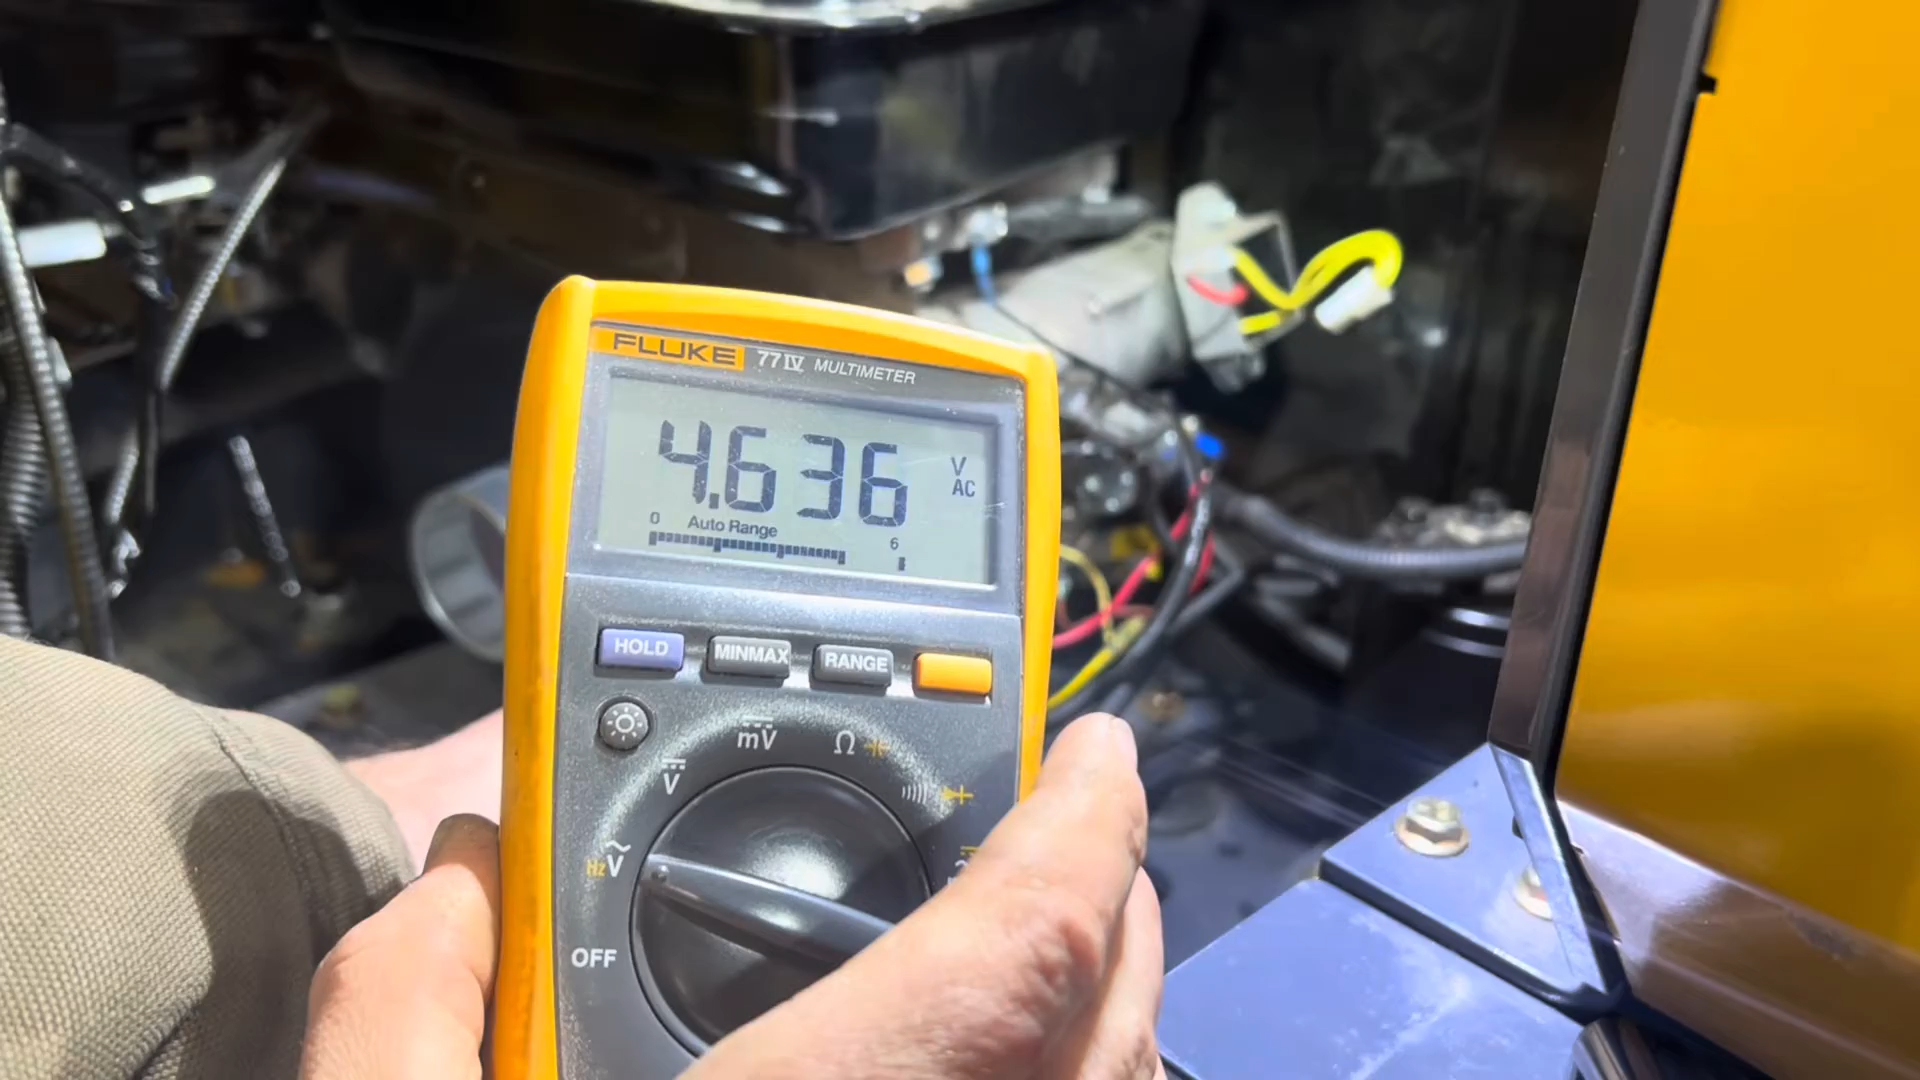 FLUKE 77 IV MULTIMETER
4.636 V AC
0 Auto Range 6
HOLD MINMAX RANGE
mV Ω
V
Hz V
OFF